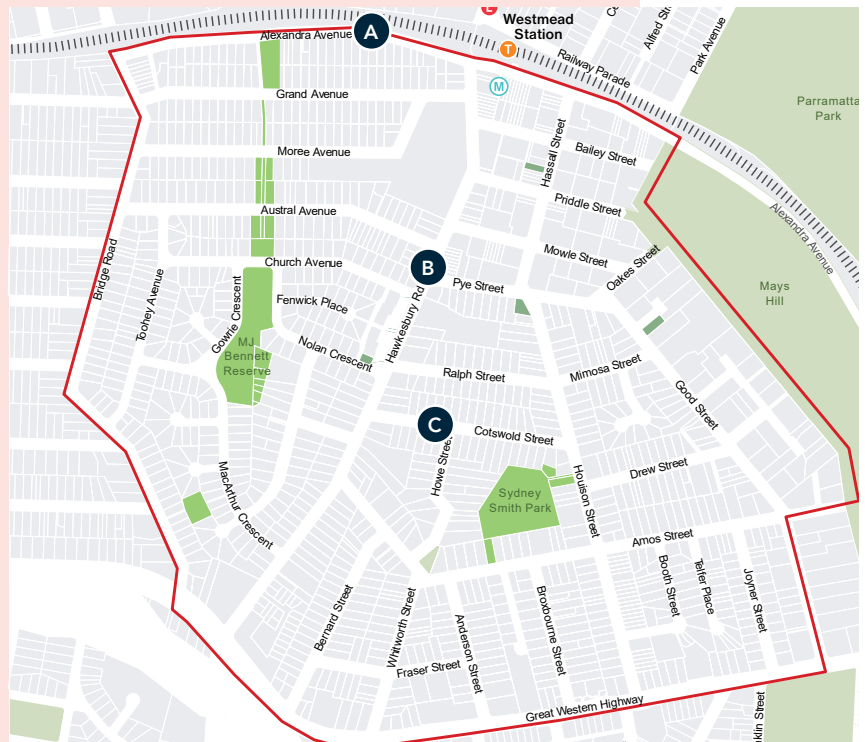 Westmead
Station
T
M
A
Alexandra Avenue
Railway Parade
Alfred Str
Park Avenue
Parramatta
Park
Grand Avenue
Moree Avenue
Hassall Street
Bailey Street
Priddle Street
Alexandra Avenue
Austral Avenue
Mowle Street
Oakes Street
Church Avenue
B
Pye Street
Mays
Hill
Bridge Road
Toohey Avenue
Gowrie Crescent
Fenwick Place
Hawkesbury Rd
MJ
Bennett
Reserve
Nolan Crescent
Ralph Street
Mimosa Street
Good Street
C
Cotswold Street
Howe Street
MacArthur Crescent
Sydney
Smith Park
Houison Street
Drew Street
Amos Street
Bernard Street
Whitworth Street
Anderson Street
Broxbourne Street
Booth Street
Telfer Place
Joyner Street
Fraser Street
Great Western Highway
klin Street